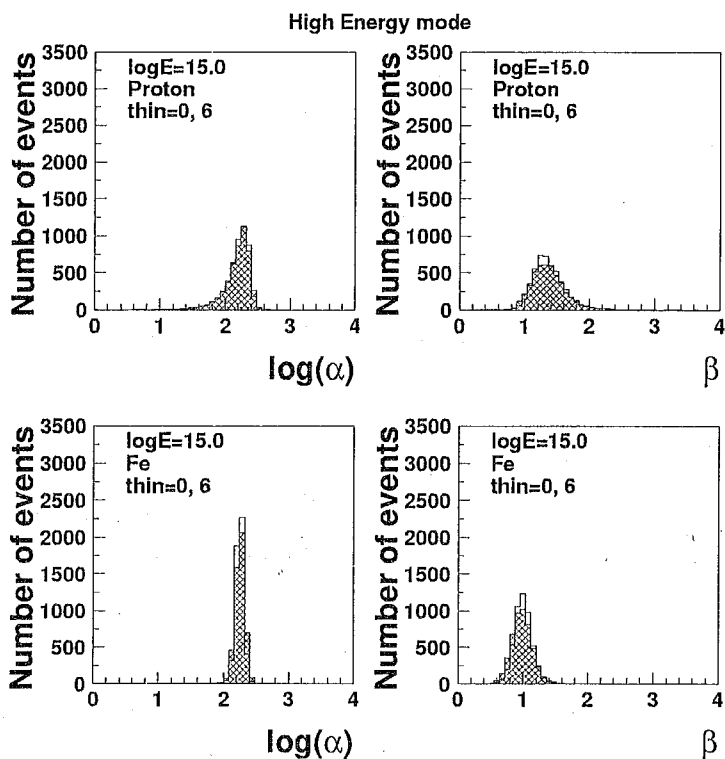 High Energy mode
Number of events
3500
3000
2500
2000
1500
1000
500
0
logE=15.0
Proton
thin=0, 6
0 1 2 3 4
log(α)
Number of events
3500
3000
2500
2000
1500
1000
500
0
logE=15.0
Proton
thin=0, 6
0 1 2 3 4
β
Number of events
3500
3000
2500
2000
1500
1000
500
0
logE=15.0
Fe
thin=0, 6
0 1 2 3 4
log(α)
Number of events
3500
3000
2500
2000
1500
1000
500
0
logE=15.0
Fe
thin=0, 6
0 1 2 3 4
β